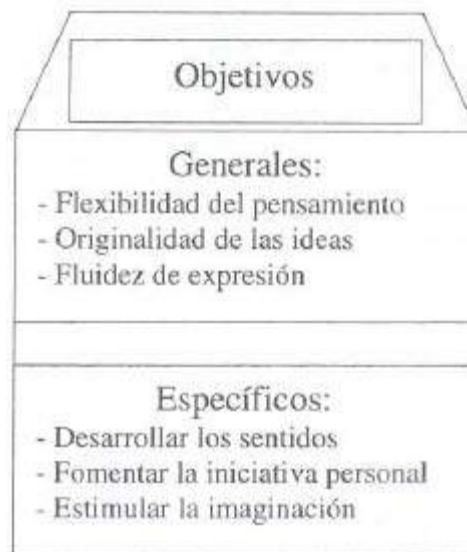 Objetivos
Generales:
- Flexibilidad del pensamiento
- Originalidad de las ideas
- Fluidez de expresión
Específicos:
- Desarrollar los sentidos
- Fomentar la iniciativa personal
- Estimular la imaginación